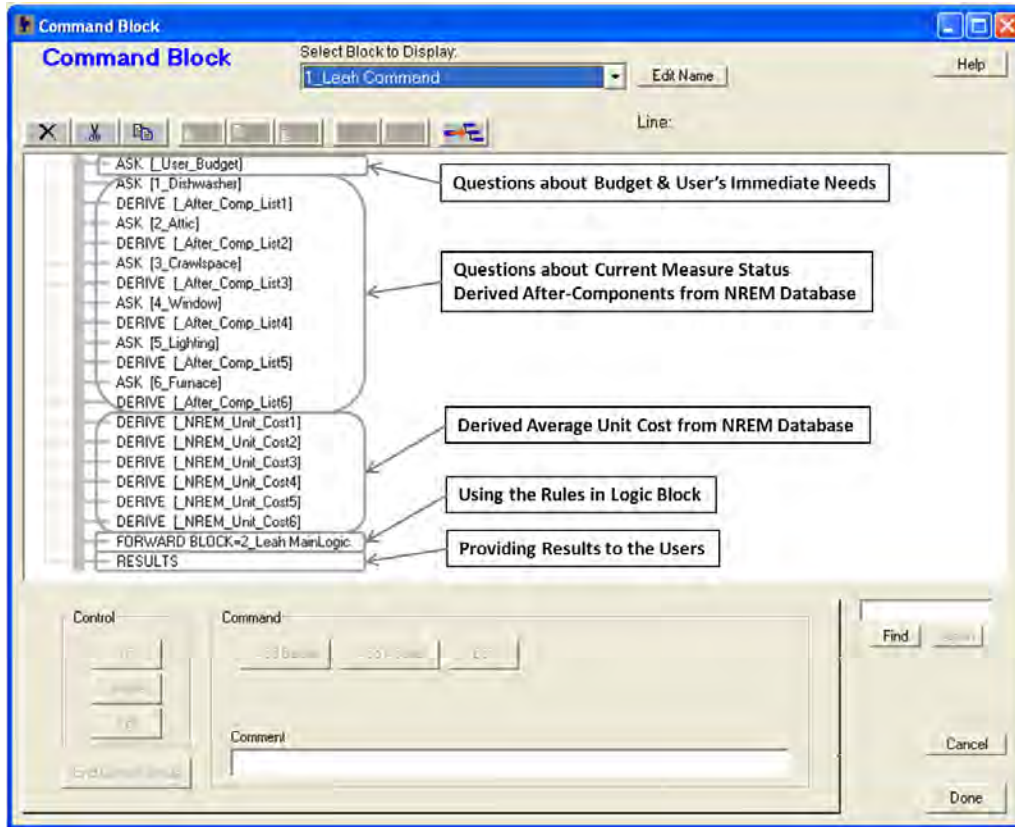 Command Block
Command Block
Select Block to Display:
1_Leah Command
Edit Name
Help
Line:
ASK [_User_Budget]
ASK [1_Dishwasher]
DERIVE [_After_Comp_List1]
ASK [2_Attic]
DERIVE [_After_Comp_List2]
ASK [3_Crawlspace]
DERIVE [_After_Comp_List3]
ASK [4_Window]
DERIVE [_After_Comp_List4]
ASK [5_Lighting]
DERIVE [_After_Comp_List5]
ASK [6_Furnace]
DERIVE [_After_Comp_List6]
DERIVE [_NREM_Unit_Cost1]
DERIVE [_NREM_Unit_Cost2]
DERIVE [_NREM_Unit_Cost3]
DERIVE [_NREM_Unit_Cost4]
DERIVE [_NREM_Unit_Cost5]
DERIVE [_NREM_Unit_Cost6]
FORWARD BLOCK=2_Leah MainLogic
RESULTS
Questions about Budget & User's Immediate Needs
Questions about Current Measure Status
Derived After-Components from NREM Database
Derived Average Unit Cost from NREM Database
Using the Rules in Logic Block
Providing Results to the Users
Control
Command
Comment
Find
Cancel
Done